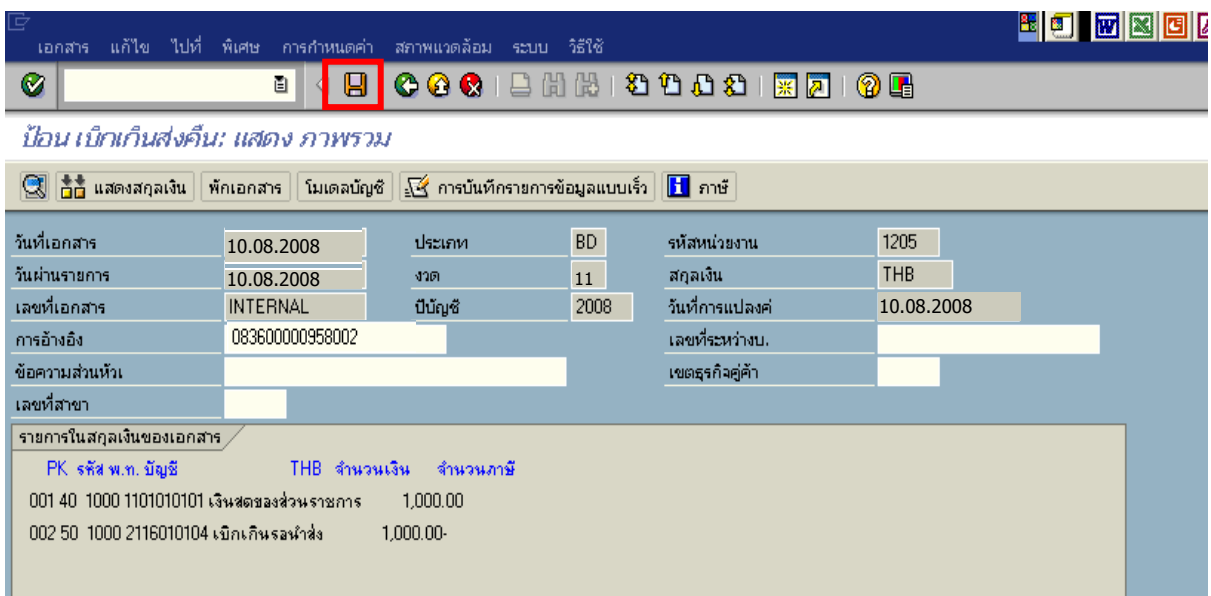 เอกสาร แก้ไข ไปที่ พิเศษ การกำหนดค่า สภาพแวดล้อม ระบบ วิธีใช้
ป้อน เบิกเกินส่งคืน: แสดง ภาพรวม
แสดงสกุลเงิน พักเอกสาร โมเดลบัญชี การบันทึกรายการข้อมูลแบบเร็ว ภาษี
วันที่เอกสาร 10.08.2008 ประเภท BD รหัสหน่วยงาน 1205
วันผ่านรายการ 10.08.2008 งวด 11 สกุลเงิน THB
เลขที่เอกสาร INTERNAL ปีบัญชี 2008 วันที่การแปลงค่ 10.08.2008
การอ้างอิง 083600000958002 เลขที่ระหว่างบ.
ข้อความส่วนหัวเ เขตธุรกิจคู่ค้า
เลขที่สาขา
รายการในสกุลเงินของเอกสาร
PK รหัส พ.ท. บัญชี THB จำนวนเงิน จำนวนภาษี
001 40 1000 1101010101 เงินสดของส่วนราชการ 1,000.00
002 50 1000 2116010104 เบิกเกินรอนำส่ง 1,000.00-